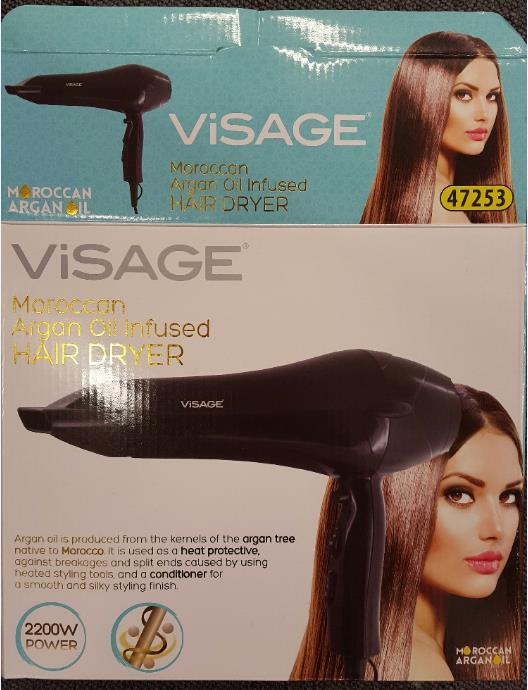 ViSAGE
ViSAGE®
Moroccan
Argan Oil Infused
HAIR DRYER
MOROCCAN
ARGAN OIL
47253
ViSAGE®
Moroccan
Argan Oil Infused
HAIR DRYER
ViSAGE
Argan oil is produced from the kernels of the argan tree
native to Morocco. It is used as a heat protective,
against breakages and split ends caused by using
heated styling tools, and a conditioner for
a smooth and silky styling finish.
2200W
POWER
MOROCCAN
ARGAN OIL